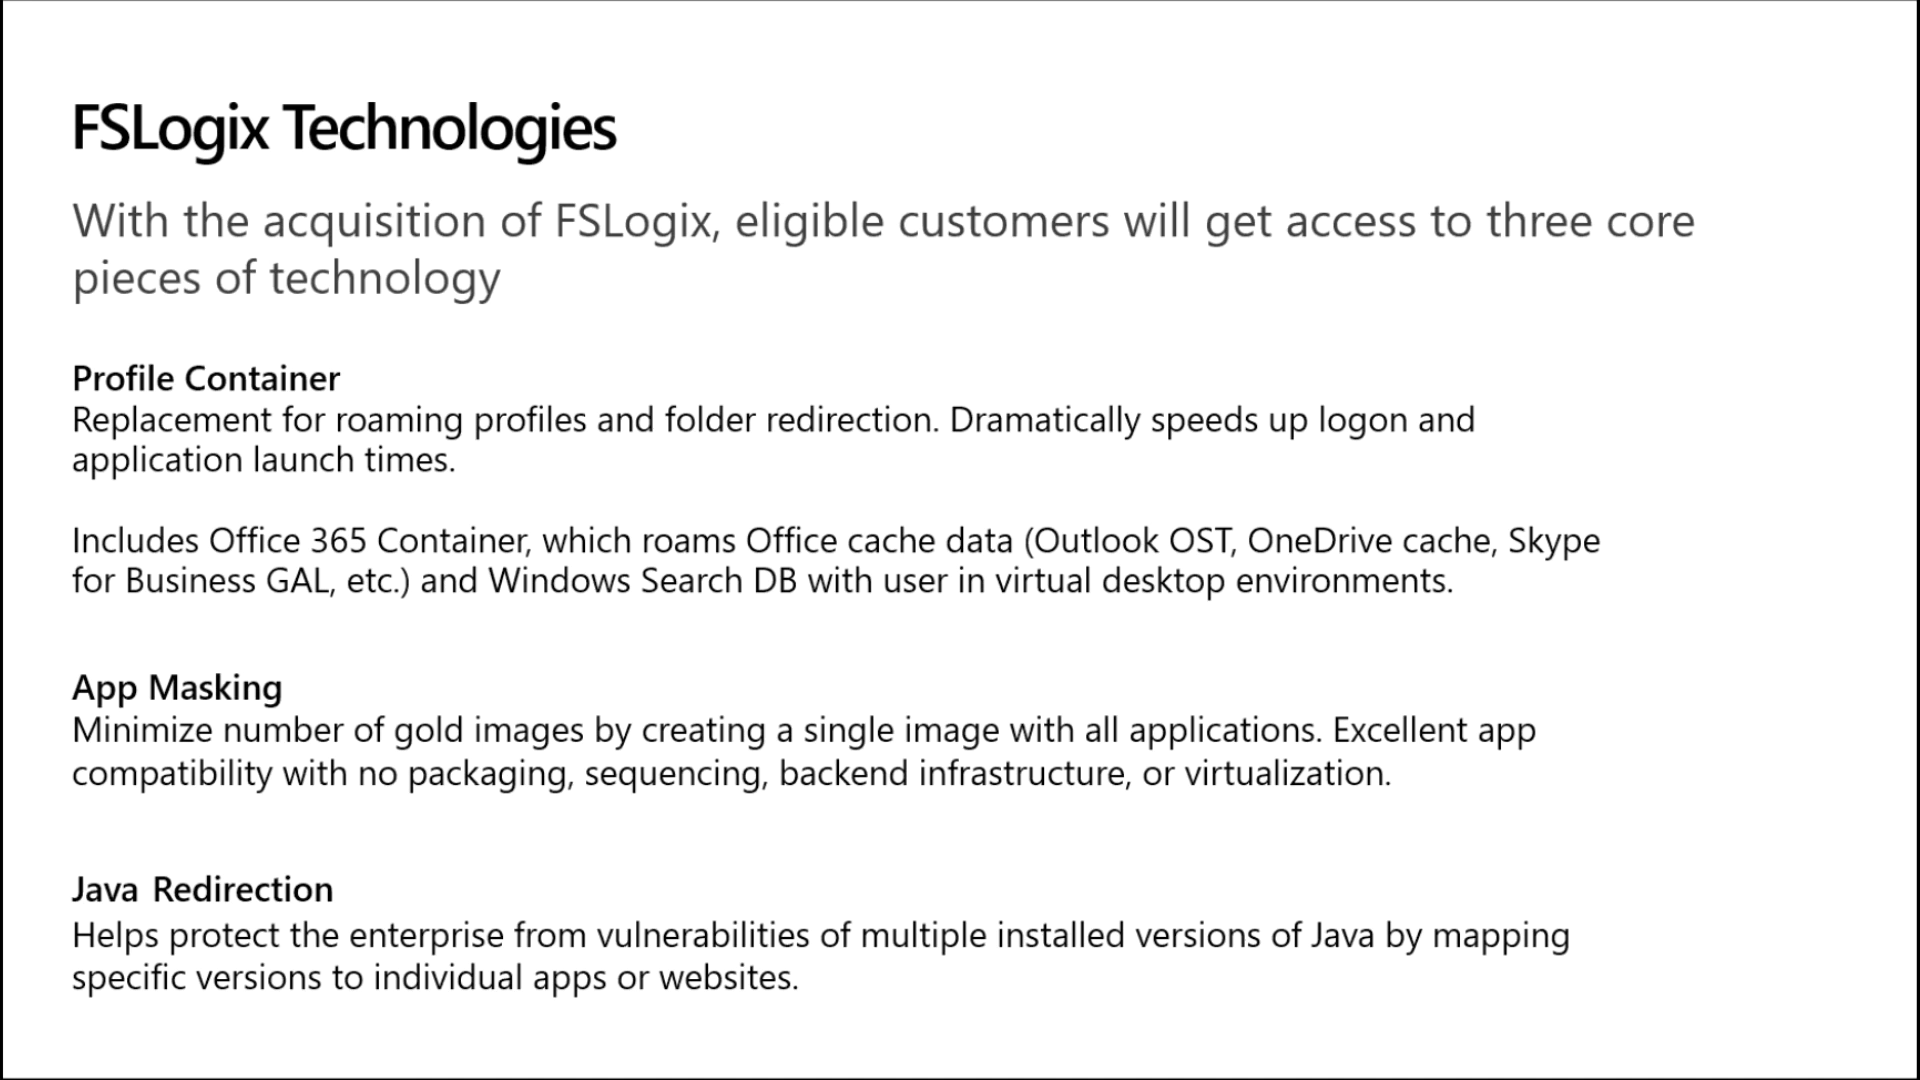 FSLogix Technologies
With the acquisition of FSLogix, eligible customers will get access to three core
pieces of technology
Profile Container
Replacement for roaming profiles and folder redirection. Dramatically speeds up logon and
application launch times.
Includes Office 365 Container, which roams Office cache data (Outlook OST, OneDrive cache, Skype
for Business GAL, etc.) and Windows Search DB with user in virtual desktop environments.
App Masking
Minimize number of gold images by creating a single image with all applications. Excellent app
compatibility with no packaging, sequencing, backend infrastructure, or virtualization.
Java Redirection
Helps protect the enterprise from vulnerabilities of multiple installed versions of Java by mapping
specific versions to individual apps or websites.